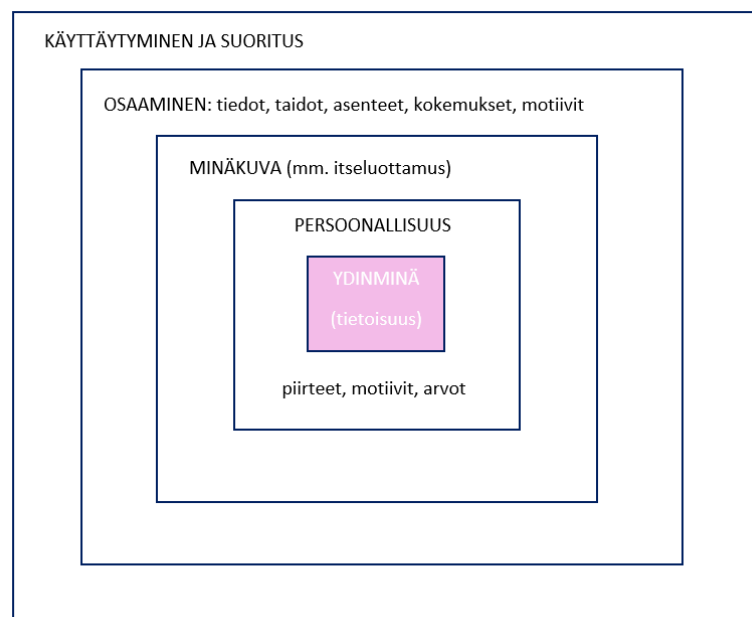 KÄYTTÄYTYMINEN JA SUORITUS
OSAAMINEN: tiedot, taidot, asenteet, kokemukset, motiivit
MINÄKUVA (mm. itseluottamus)
PERSOONALLISUUS
YDINMINÄ
(tietoisuus)
piirteet, motiivit, arvot